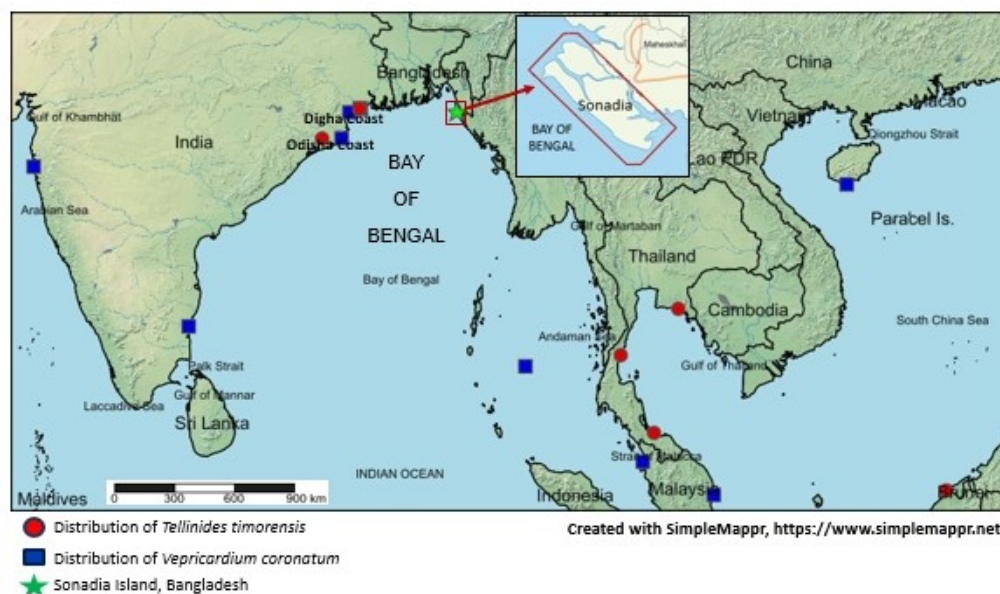 China
Maheskhali
Bangladesh
Macao
Gulf of Khambhät
Sonadia
Vietnam
Digha Coast
Qiongzhou Strait
India
Odisha Coast
BAY OF
BENGAL
Lao PDR
BAY
OF
BENGAL
Arabian Sea
Paracel Is.
Gulf of Martaban
Thailand
Bay of Bengal
Cambodia
South China Sea
Andaman Sea
Palk Strait
Gulf of Thailand
Gulf of Mannar
Laccadive Sea
Sri Lanka
Strait of Malacca
INDIAN OCEAN
Malaysia
Indonesia
Brunei
Maldives
0 300 600 900 km
Distribution of Tellinides timorensis
Created with SimpleMappr, https://www.simplemappr.net
Distribution of Vepricardium coronatum
Sonadia Island, Bangladesh